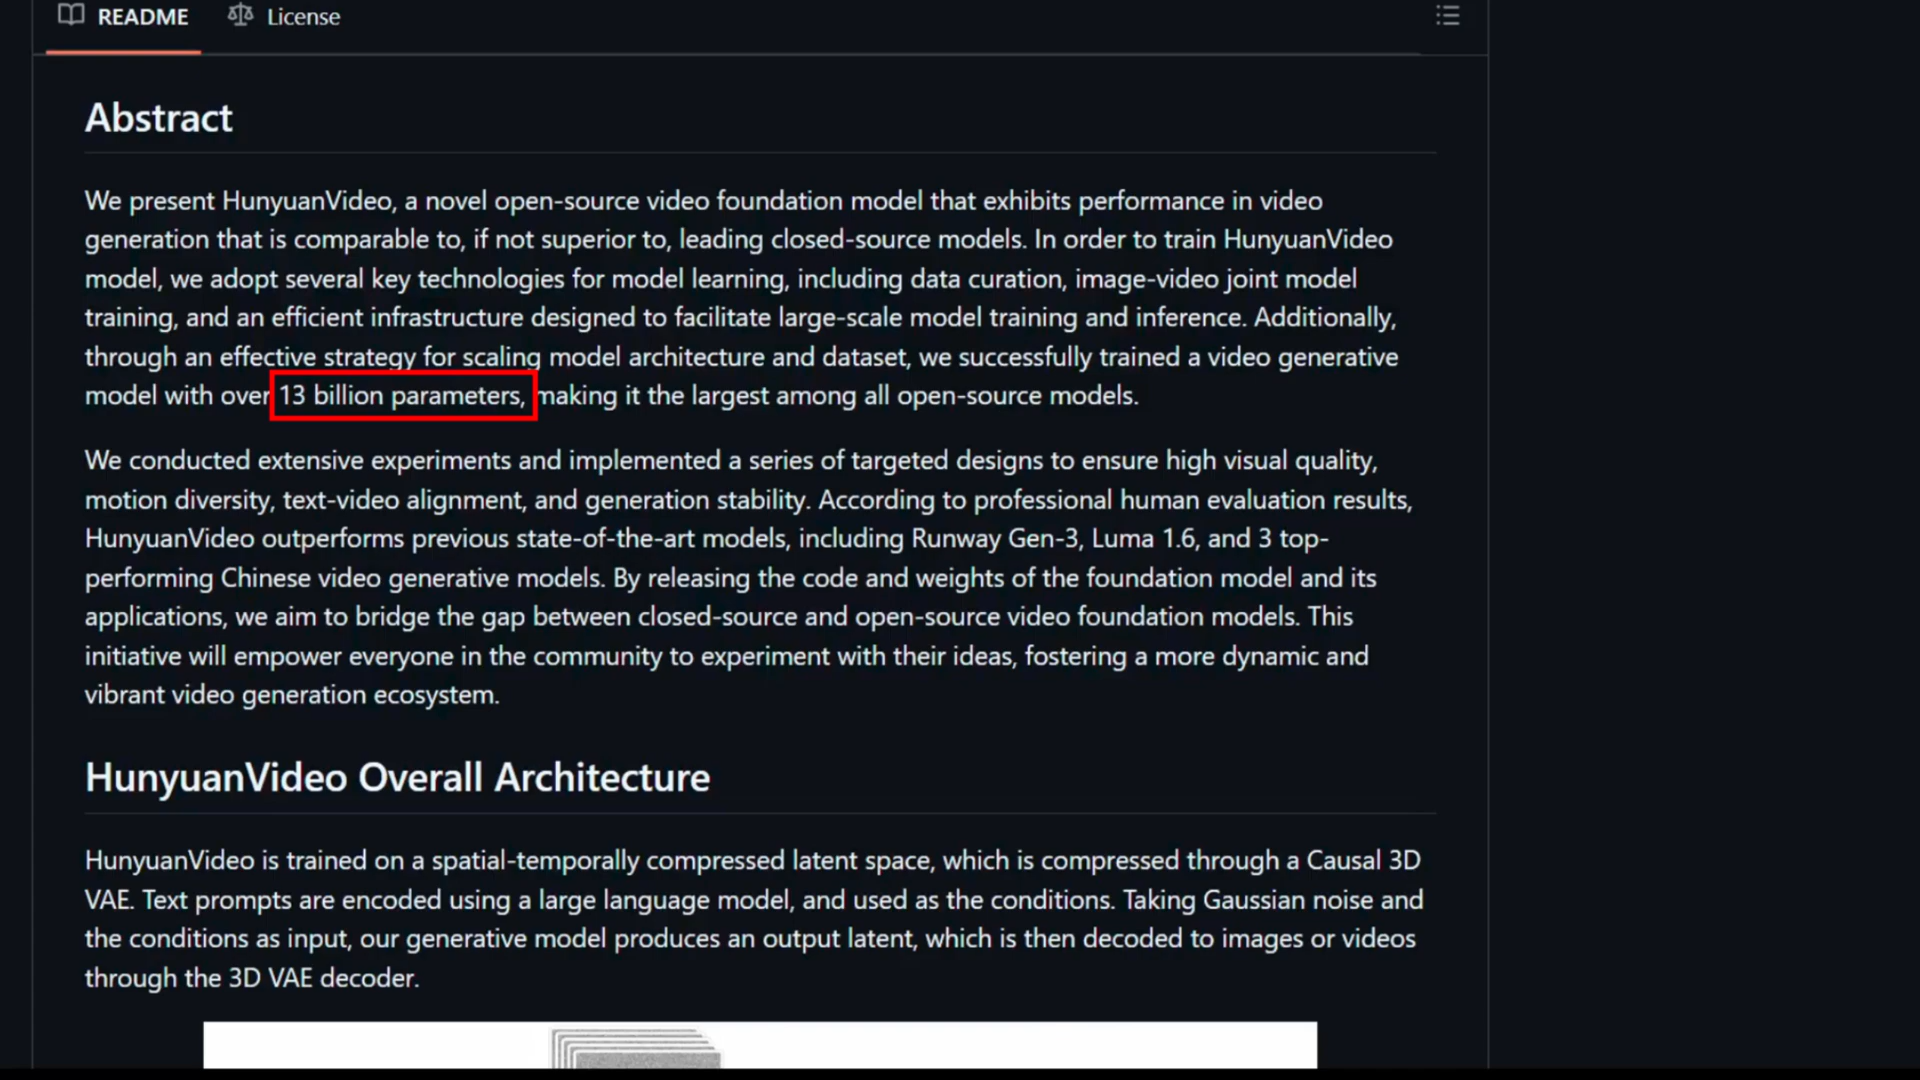 README License
Abstract
We present HunyuanVideo, a novel open-source video foundation model that exhibits performance in video
generation that is comparable to, if not superior to, leading closed-source models. In order to train HunyuanVideo
model, we adopt several key technologies for model learning, including data curation, image-video joint model
training, and an efficient infrastructure designed to facilitate large-scale model training and inference. Additionally,
through an effective strategy for scaling model architecture and dataset, we successfully trained a video generative
model with over 13 billion parameters, making it the largest among all open-source models.
We conducted extensive experiments and implemented a series of targeted designs to ensure high visual quality,
motion diversity, text-video alignment, and generation stability. According to professional human evaluation results,
HunyuanVideo outperforms previous state-of-the-art models, including Runway Gen-3, Luma 1.6, and 3 top-
performing Chinese video generative models. By releasing the code and weights of the foundation model and its
applications, we aim to bridge the gap between closed-source and open-source video foundation models. This
initiative will empower everyone in the community to experiment with their ideas, fostering a more dynamic and
vibrant video generation ecosystem.
HunyuanVideo Overall Architecture
HunyuanVideo is trained on a spatial-temporally compressed latent space, which is compressed through a Causal 3D
VAE. Text prompts are encoded using a large language model, and used as the conditions. Taking Gaussian noise and
the conditions as input, our generative model produces an output latent, which is then decoded to images or videos
through the 3D VAE decoder.